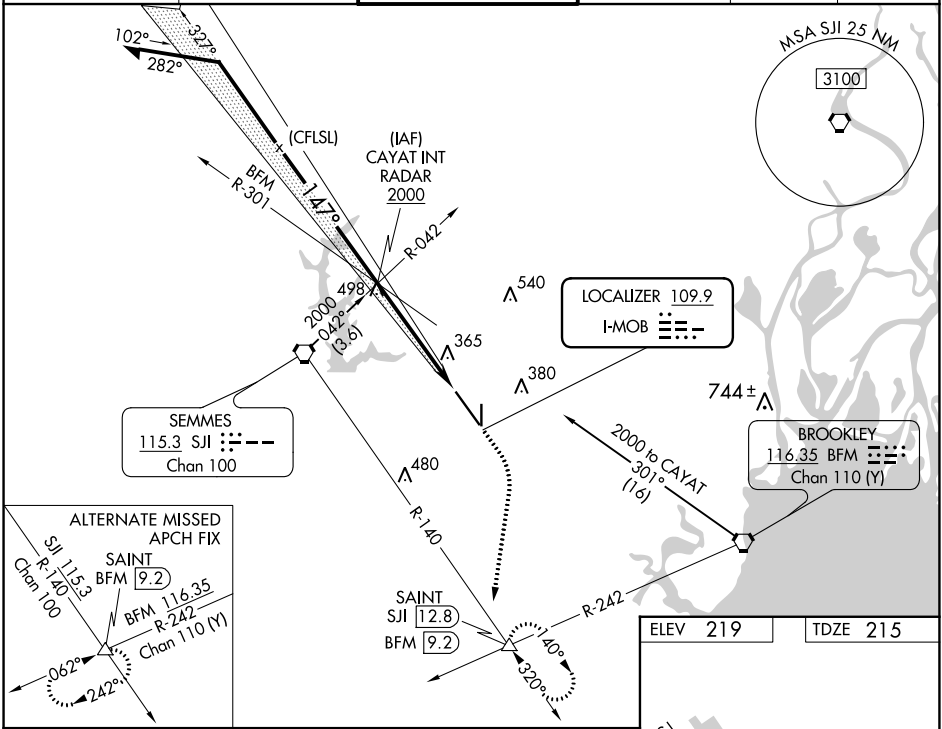 102°
282°
327°
(CFLSL)
BFM
R-301
147°
(IAF)
CAYAT INT
RADAR
2000
R-042
MSA SJI 25 NM
3100
2000
042°
(3.6)
498
540
365
380
LOCALIZER 109.9
I-MOB
744±
SEMMES
115.3 SJI
Chan 100
480
R-140
2000 to CAYAT
301°
(16)
BROOKLEY
116.35 BFM
Chan 110 (Y)
R-242
SAINT
SJI 12.8
BFM 9.2
140°
320°
ALTERNATE MISSED
APCH FIX
SAINT
BFM 9.2
SJI 115.3
R-140
Chan 100
BFM 116.35
R-242
Chan 110 (Y)
062°
242°
ELEV 219
TDZE 215